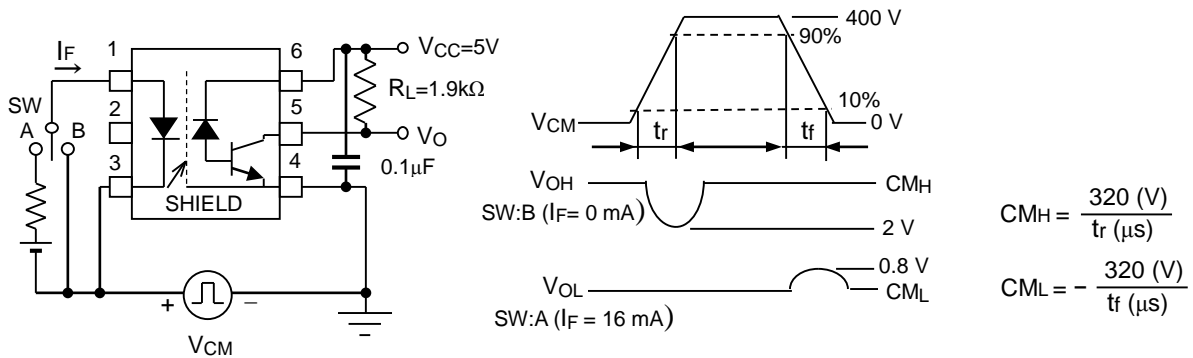 IF
1
2
3
6
5
4
SW
A
B
SHIELD
VCC=5V
RL=1.9kΩ
VO
0.1μF
+
−
VCM
400 V
90%
10%
VCM
0 V
tr
tf
VOH
CMH
SW:B (IF= 0 mA)
2 V
VOL
0.8 V
CML
SW:A (IF = 16 mA)
CMH = 320 (V) / tr (μs)
CML = − 320 (V) / tf (μs)